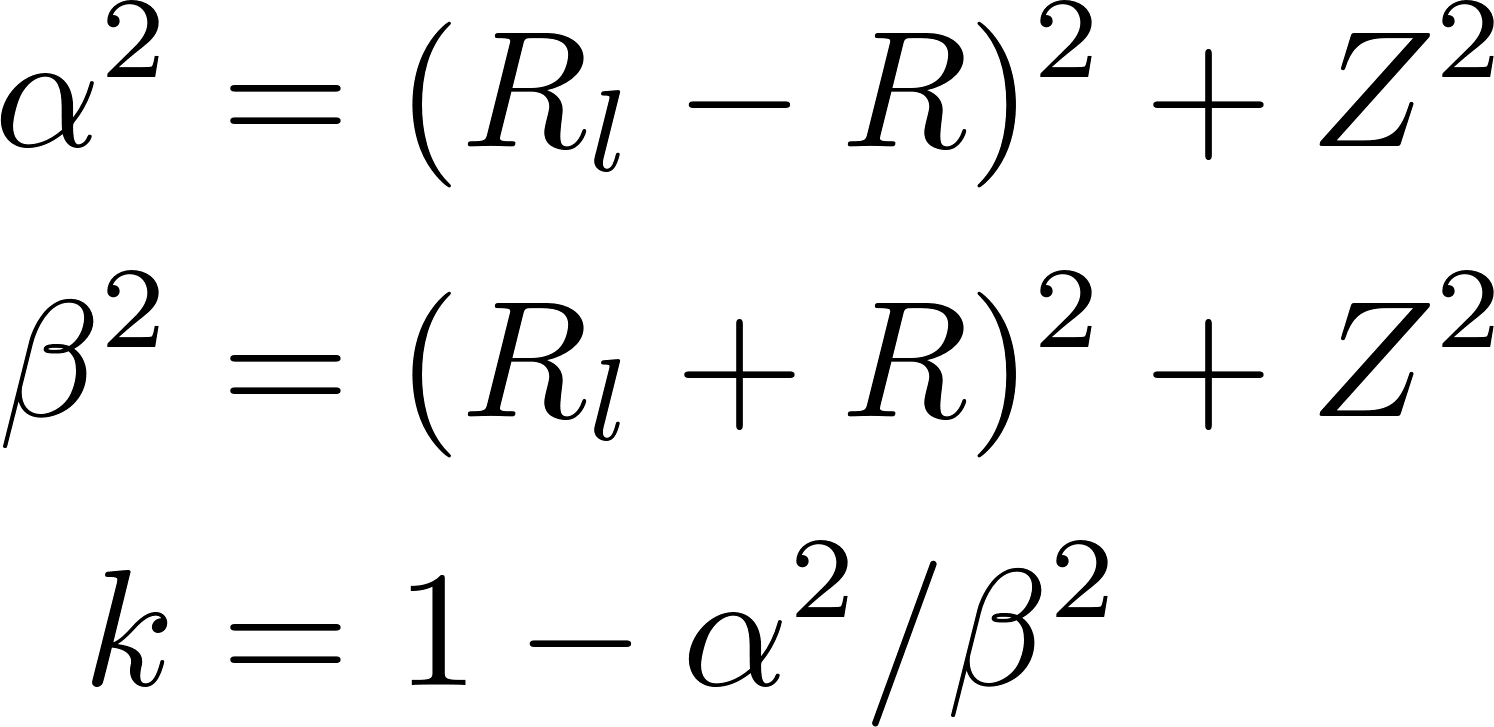 α² = (R_l − R)² + Z²
β² = (R_l + R)² + Z²
k = 1 − α²/β²